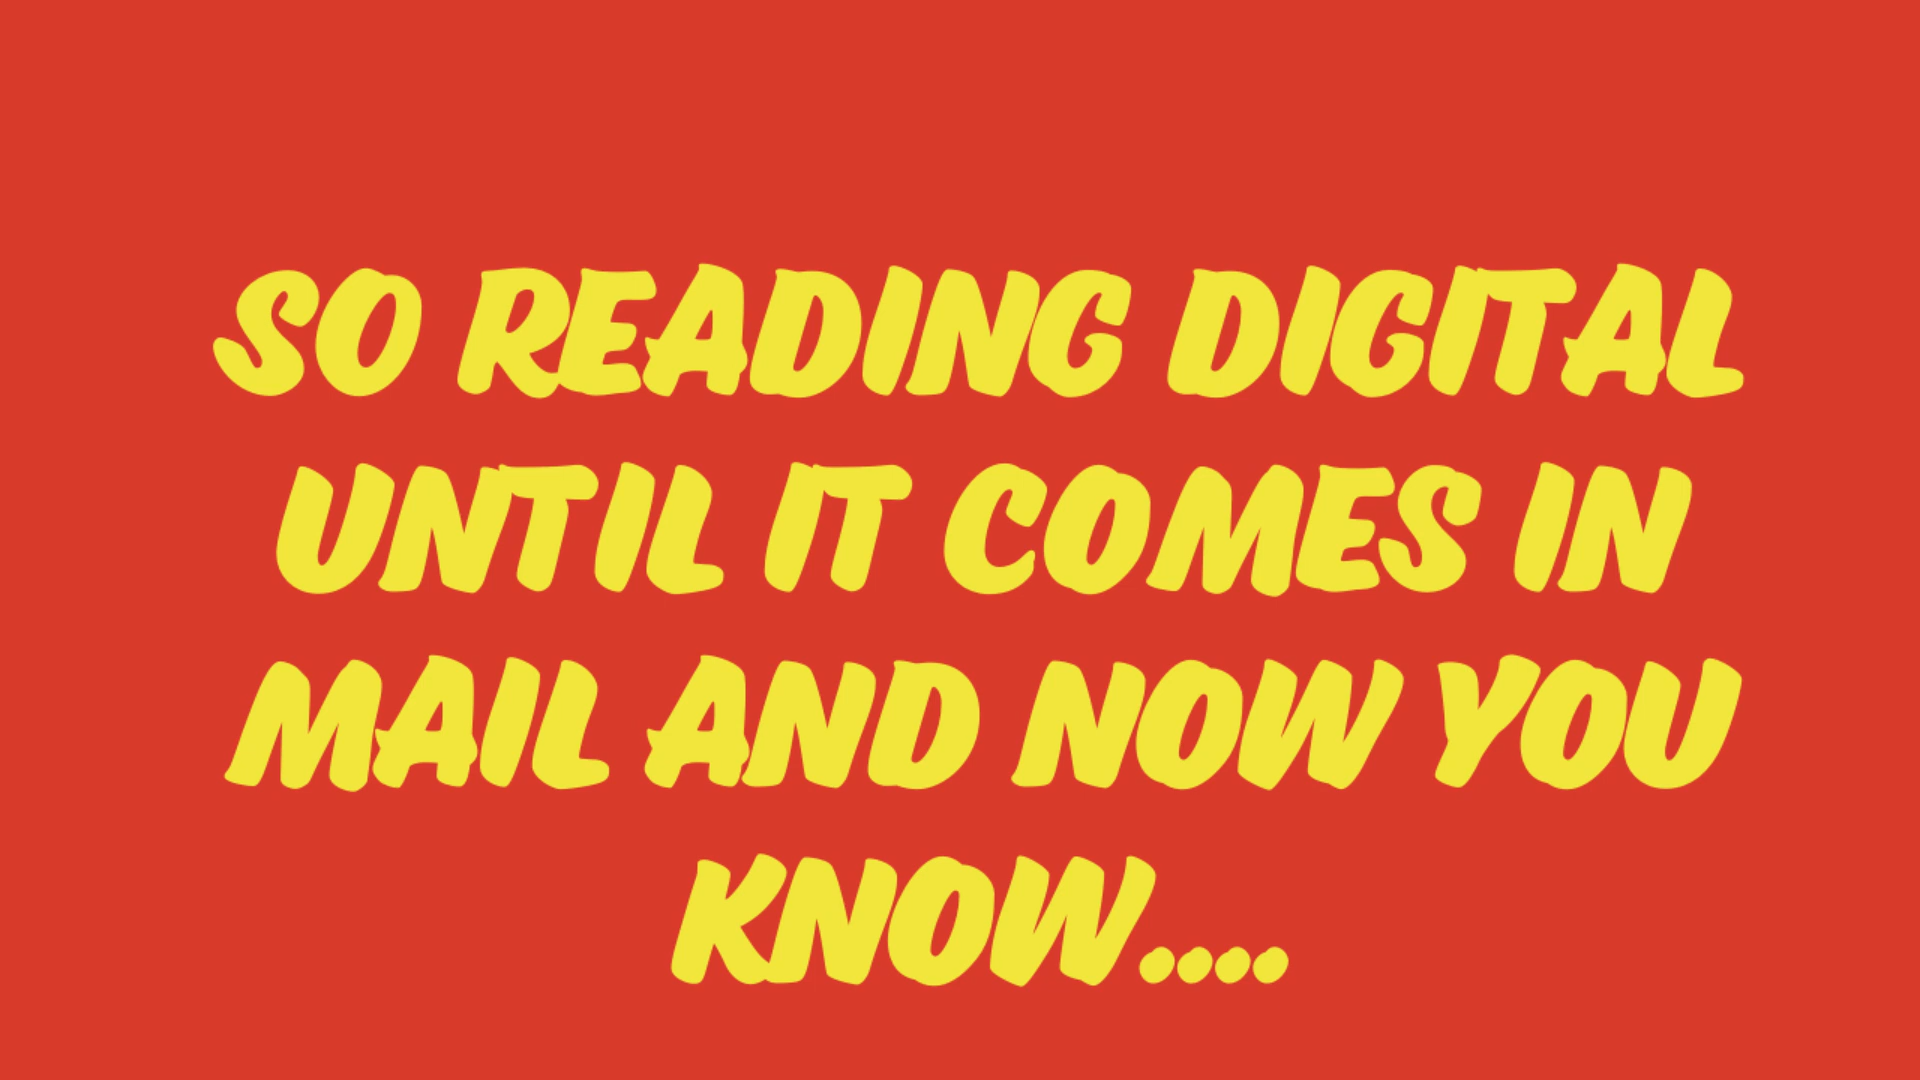 SO READING DIGITAL
UNTIL IT COMES IN
MAIL AND NOW YOU
KNOW....